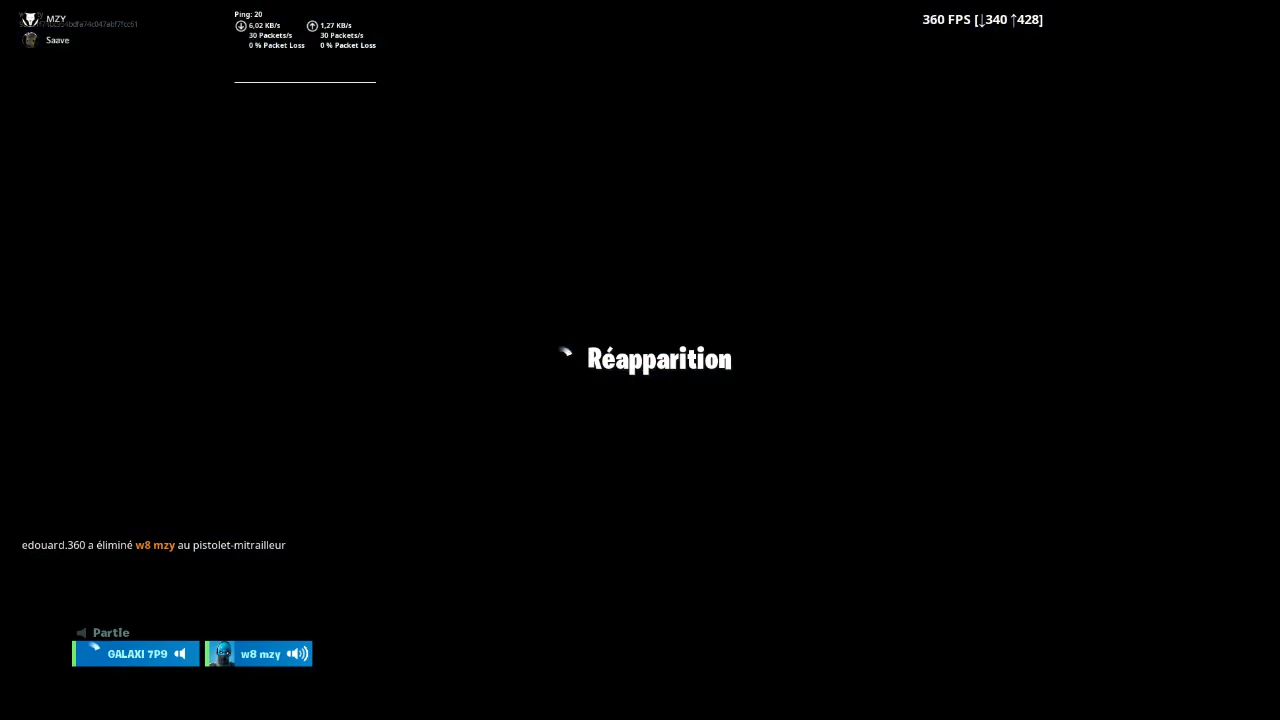 MZY
Saave
Ping: 20
6,02 KB/s
30 Packets/s
0 % Packet Loss
1,27 KB/s
30 Packets/s
0 % Packet Loss
360 FPS [↓340 ↑428]
Réapparition
edouard.360 a éliminé w8 mzy au pistolet-mitrailleur
Partie
GALAXI 7P9
w8 mzy